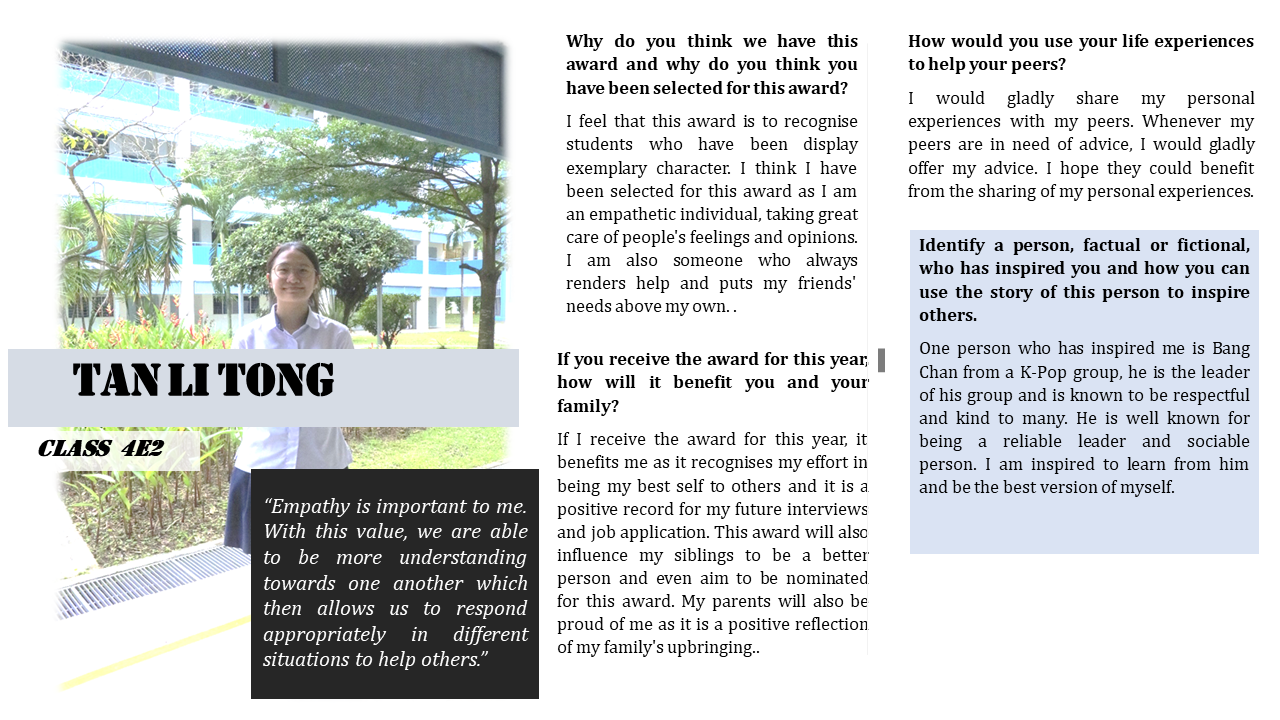 TAN LI TONG
CLASS 4E2
“Empathy is important to me.
With this value, we are able
to be more understanding
towards one another which
then allows us to respond
appropriately in different
situations to help others.”
Why do you think we have this
award and why do you think you
have been selected for this award?
I feel that this award is to recognise
students who have been display
exemplary character. I think I have
been selected for this award as I am
an empathetic individual, taking great
care of people's feelings and opinions.
I am also someone who always
renders help and puts my friends'
needs above my own. .
If you receive the award for this year,
how will it benefit you and your
family?
If I receive the award for this year, it
benefits me as it recognises my effort in
being my best self to others and it is a
positive record for my future interviews
and job application. This award will also
influence my siblings to be a better
person and even aim to be nominated
for this award. My parents will also be
proud of me as it is a positive reflection
of my family's upbringing..
How would you use your life experiences
to help your peers?
I would gladly share my personal
experiences with my peers. Whenever my
peers are in need of advice, I would gladly
offer my advice. I hope they could benefit
from the sharing of my personal experiences.
Identify a person, factual or fictional,
who has inspired you and how you can
use the story of this person to inspire
others.
One person who has inspired me is Bang
Chan from a K-Pop group, he is the leader
of his group and is known to be respectful
and kind to many. He is well known for
being a reliable leader and sociable
person. I am inspired to learn from him
and be the best version of myself.